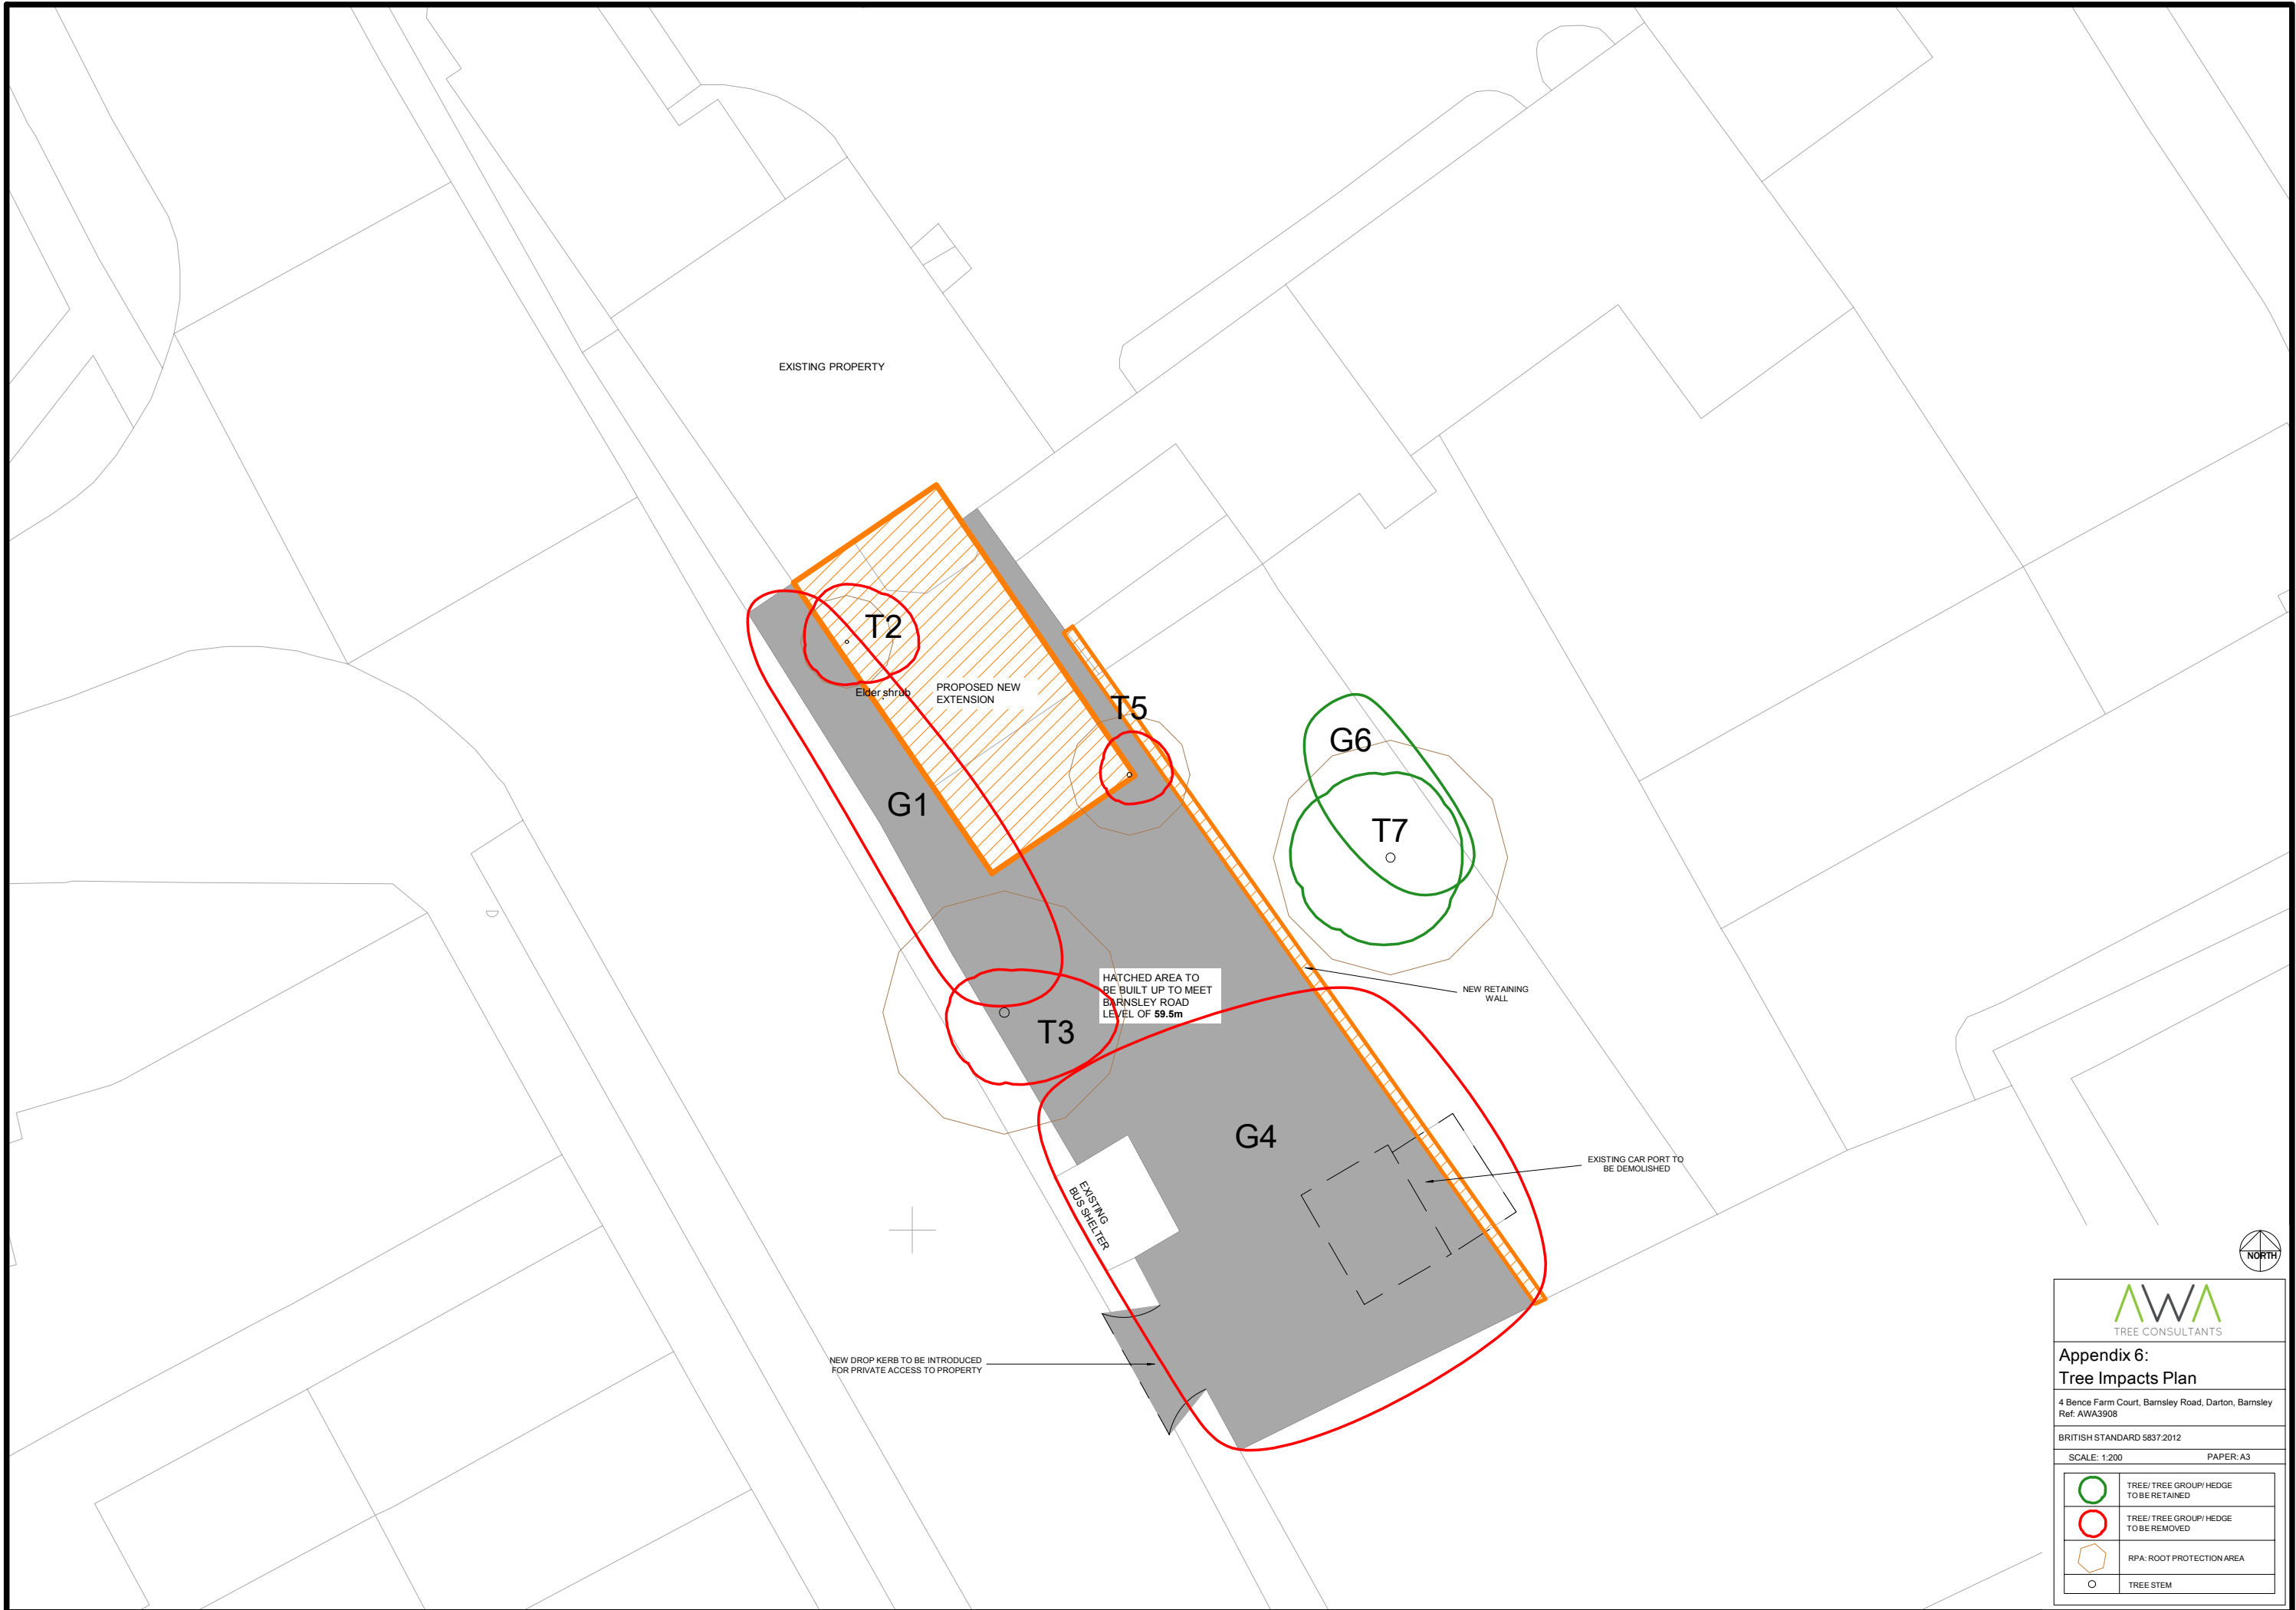 EXISTING PROPERTY
T2
Elder shrub
PROPOSED NEW
EXTENSION
T5
G6
G1
T7
HATCHED AREA TO
BE BUILT UP TO MEET
BARNSLEY ROAD
LEVEL OF 59.5m
NEW RETAINING
WALL
T3
G4
EXISTING CAR PORT TO
BE DEMOLISHED
EXISTING
BUS SHELTER
NEW DROP KERB TO BE INTRODUCED
FOR PRIVATE ACCESS TO PROPERTY
NORTH
AWA
TREE CONSULTANTS
Appendix 6:
Tree Impacts Plan
4 Bence Farm Court, Barnsley Road, Darton, Barnsley
Ref: AWA3908
BRITISH STANDARD 5837:2012
SCALE: 1:200 PAPER: A3
TREE/ TREE GROUP/ HEDGE
TO BE RETAINED
TREE/ TREE GROUP/ HEDGE
TO BE REMOVED
RPA: ROOT PROTECTION AREA
TREE STEM